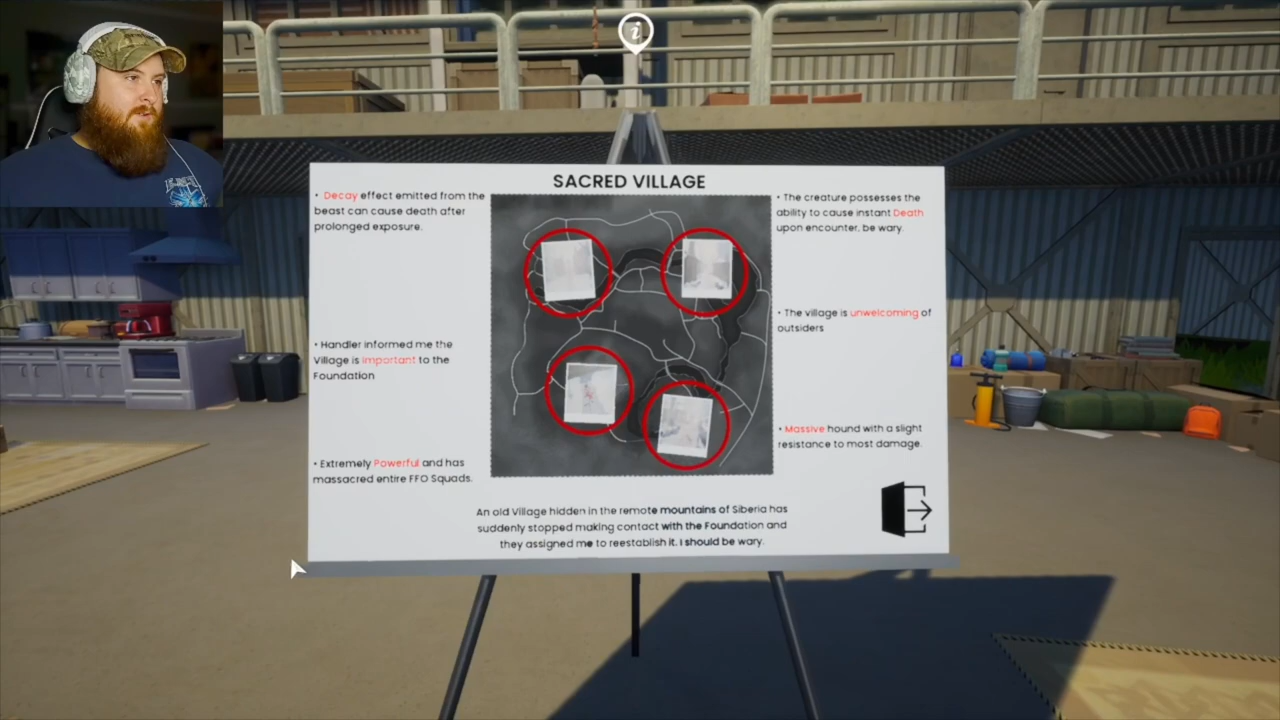 SACRED VILLAGE
• Decay effect emitted from the
beast can cause death after
prolonged exposure.
• Handler informed me the
Village is Important to the
Foundation
• Extremely Powerful and has
massacred entire FFO Squads.
• The creature possesses the
ability to cause instant Death
upon encounter, be wary.
• The village is unwelcoming of
outsiders
• Massive hound with a slight
resistance to most damage.
An old Village hidden in the remote mountains of Siberia has
suddenly stopped making contact with the Foundation and
they assigned me to reestablish it. I should be wary.